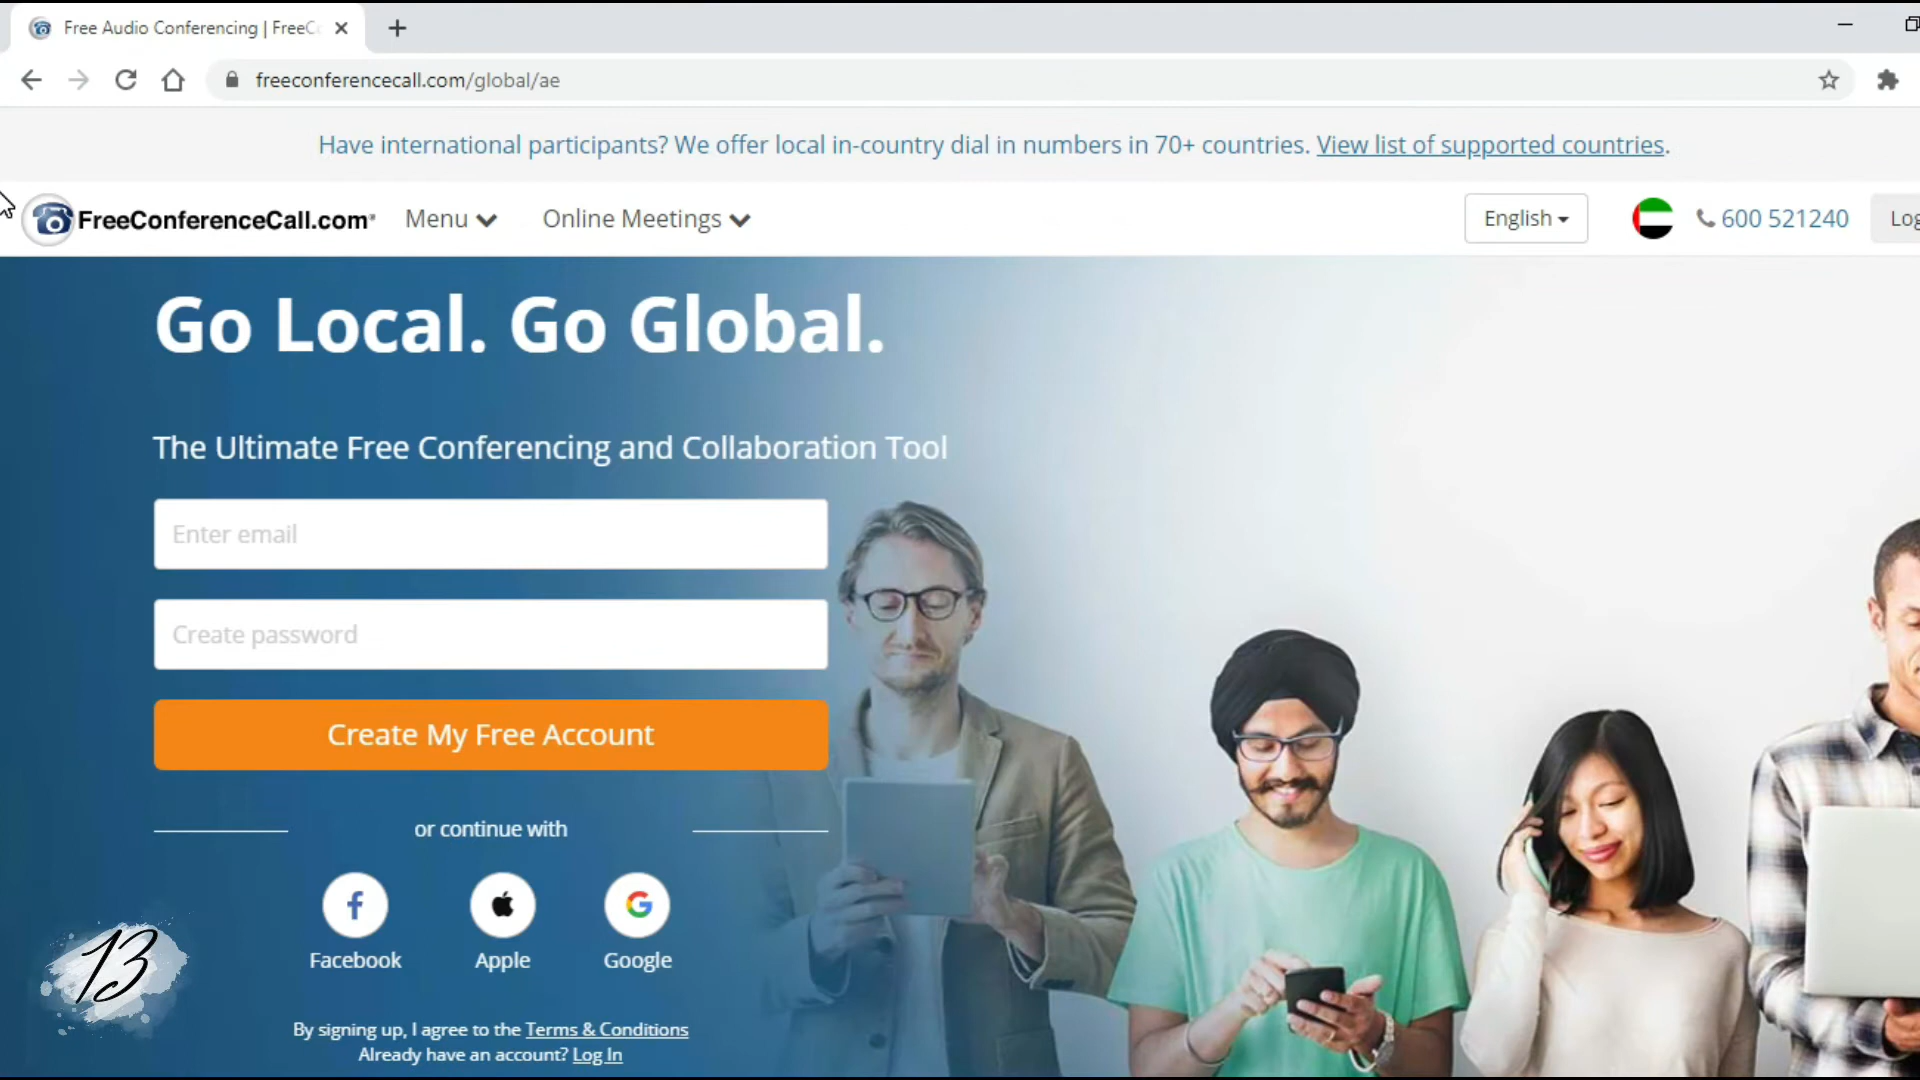 Free Audio Conferencing | FreeC
freeconferencecall.com/global/ae
Have international participants? We offer local in-country dial in numbers in 70+ countries. View list of supported countries.
FreeConferenceCall.com
Menu
Online Meetings
English
600 521240
Log
Go Local. Go Global.
The Ultimate Free Conferencing and Collaboration Tool
Enter email
Create password
Create My Free Account
or continue with
Facebook
Apple
Google
13
By signing up, I agree to the Terms & Conditions
Already have an account? Log In